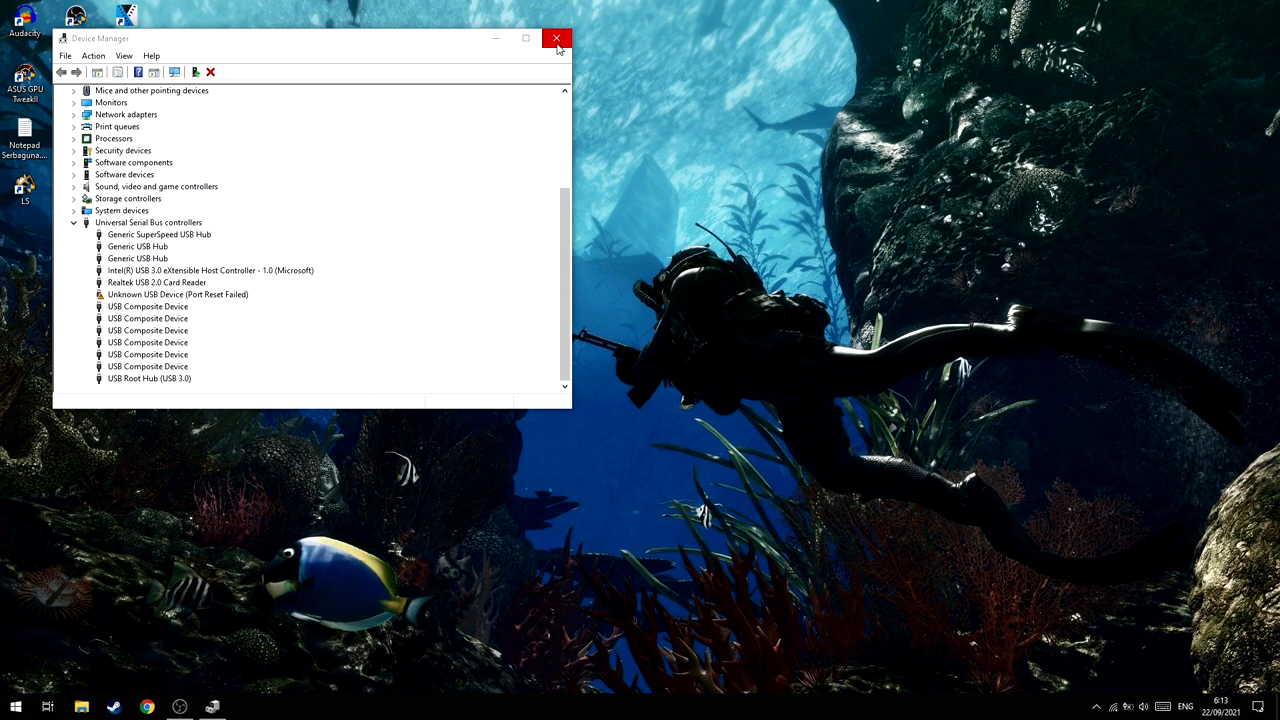 Audacity
ASUS GPU
TweakII
Notepad
Serbaguna....
LS
Device Manager
File Action View Help
Mice and other pointing devices
Monitors
Network adapters
Print queues
Processors
Security devices
Software components
Software devices
Sound, video and game controllers
Storage controllers
System devices
Universal Serial Bus controllers
Generic SuperSpeed USB Hub
Generic USB Hub
Generic USB Hub
Intel(R) USB 3.0 eXtensible Host Controller - 1.0 (Microsoft)
Realtek USB 2.0 Card Reader
Unknown USB Device (Port Reset Failed)
USB Composite Device
USB Composite Device
USB Composite Device
USB Composite Device
USB Composite Device
USB Composite Device
USB Root Hub (USB 3.0)
ENG
6:13
22/09/2021